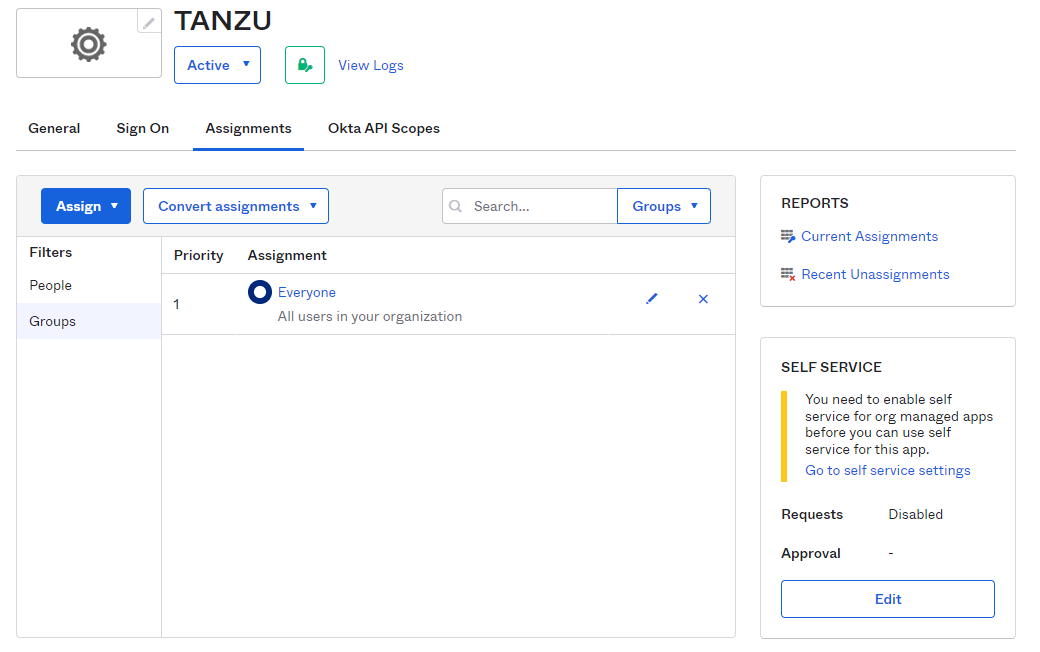 TANZU
Active
View Logs
General
Sign On
Assignments
Okta API Scopes
Assign
Convert assignments
Search...
Groups
Filters
People
Groups
Priority
Assignment
1
Everyone
All users in your organization
REPORTS
Current Assignments
Recent Unassignments
SELF SERVICE
You need to enable self
service for org managed apps
before you can use self
service for this app.
Go to self service settings
Requests
Disabled
Approval
-
Edit